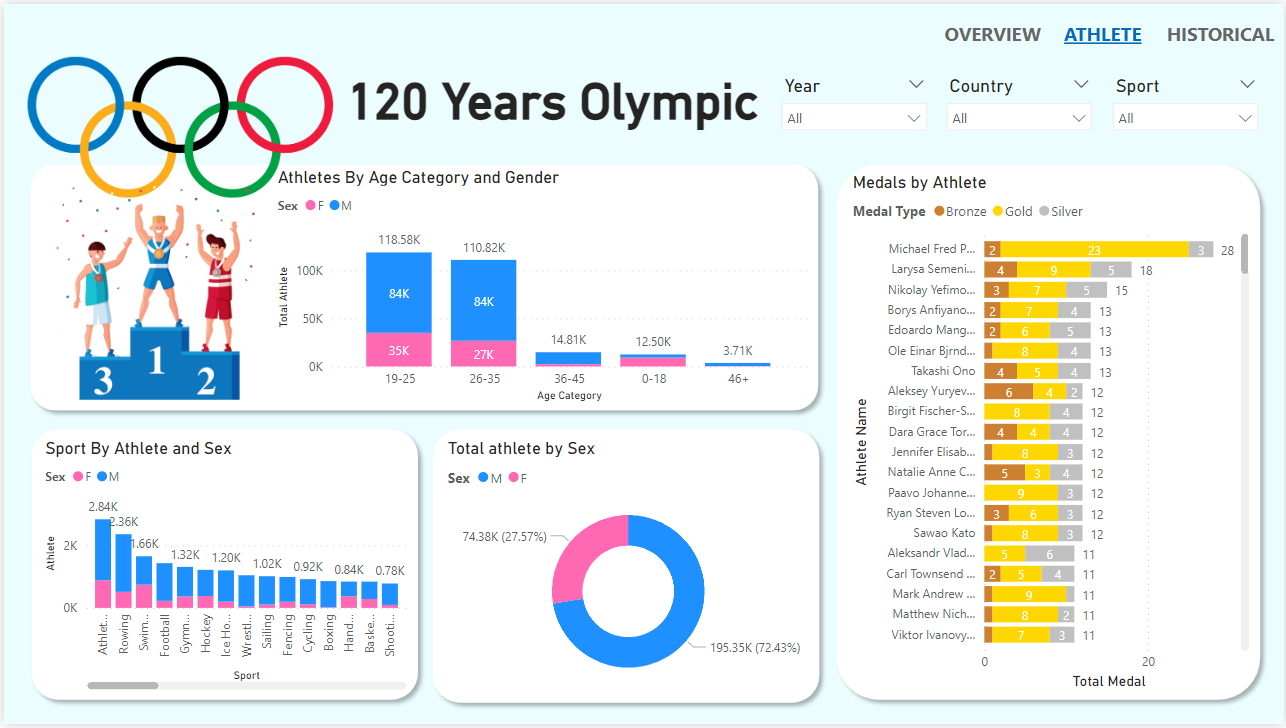 OVERVIEW ATHLETE HISTORICAL
120 Years Olympic
Year Country Sport
All All All
Athletes By Age Category and Gender
Sex F M
118.58K
110.82K
100K
84K
84K
50K
35K
27K
14.81K
12.50K
3.71K
0K
19-25 26-35 36-45 0-18 46+
Total Athlete
Age Category
3 1 2
Sport By Athlete and Sex
Sex F M
2.84K
2.36K
1.66K
1.32K
1.20K
1.02K
0.92K
0.84K
0.78K
2K
0K
Athlete
Athlet...
Rowing
Swim...
Football
Gymn...
Hockey
Ice Ho...
Wrestl...
Sailing
Fencing
Cycling
Boxing
Hand...
Baske...
Shooti...
Sport
Total athlete by Sex
Sex M F
74.38K (27.57%)
195.35K (72.43%)
Medals by Athlete
Medal Type Bronze Gold Silver
Athlete Name
Michael Fred P... 2 23 3 28
Larysa Semeni... 4 9 5 18
Nikolay Yefimo... 3 7 5 15
Borys Anfiyano... 2 7 4 13
Edoardo Mang... 2 6 5 13
Ole Einar Bjrnd... 8 4 13
Takashi Ono 4 5 4 13
Aleksey Yuryev... 6 4 2 12
Birgit Fischer-S... 8 4 12
Dara Grace Tor... 4 4 4 12
Jennifer Elisab... 8 3 12
Natalie Anne C... 5 3 4 12
Paavo Johanne... 9 3 12
Ryan Steven Lo... 3 6 3 12
Sawao Kato 8 3 12
Aleksandr Vlad... 5 6 11
Carl Townsend ... 2 5 4 11
Mark Andrew ... 9 11
Matthew Nich... 8 2 11
Viktor Ivanovy... 7 3 11
0 20
Total Medal